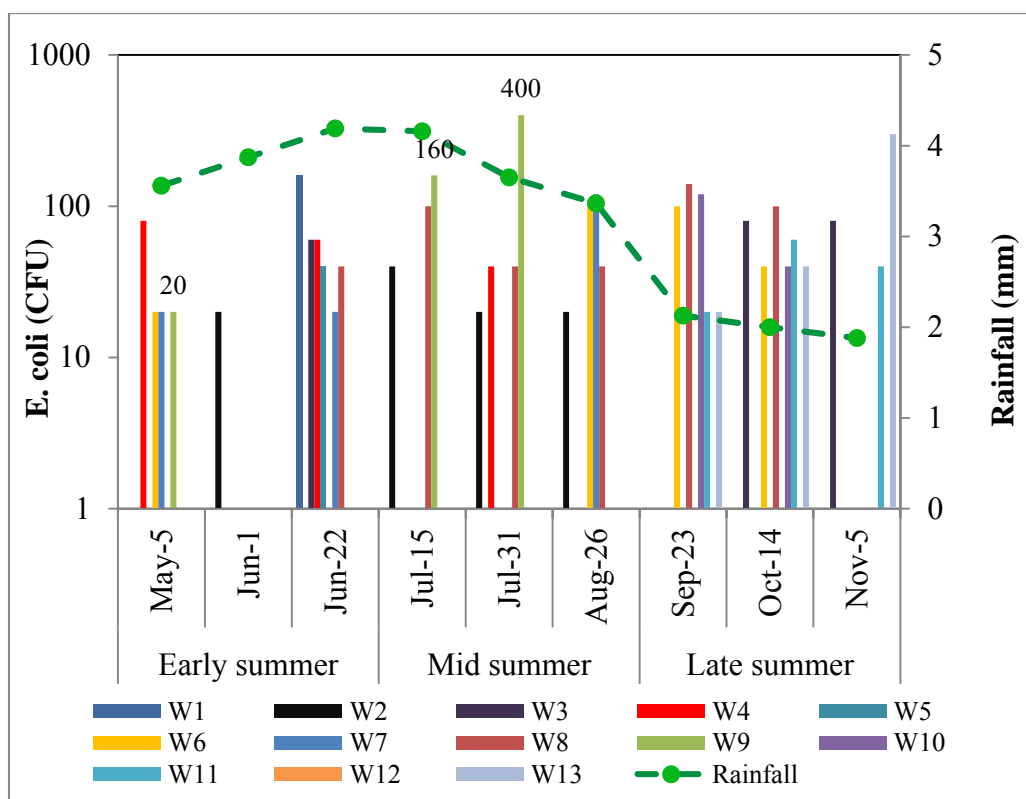 1000
100
10
1
E. coli (CFU)
5
4
3
2
1
0
Rainfall (mm)
20
160
400
May-5
Jun-1
Jun-22
Jul-15
Jul-31
Aug-26
Sep-23
Oct-14
Nov-5
Early summer
Mid summer
Late summer
W1 W2 W3 W4 W5
W6 W7 W8 W9 W10
W11 W12 W13 Rainfall